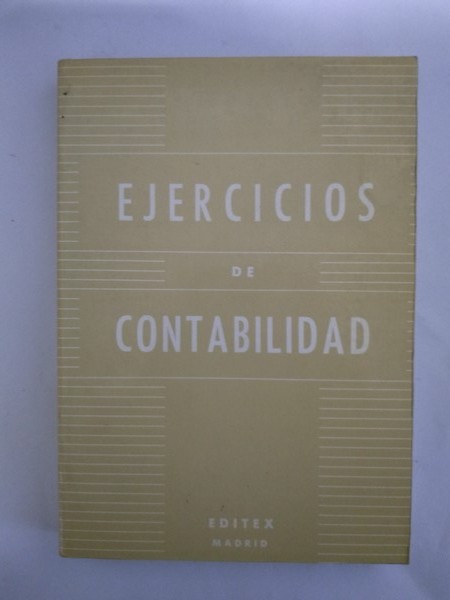 EJERCICIOS
DE
CONTABILIDAD
EDITEX
MADRID